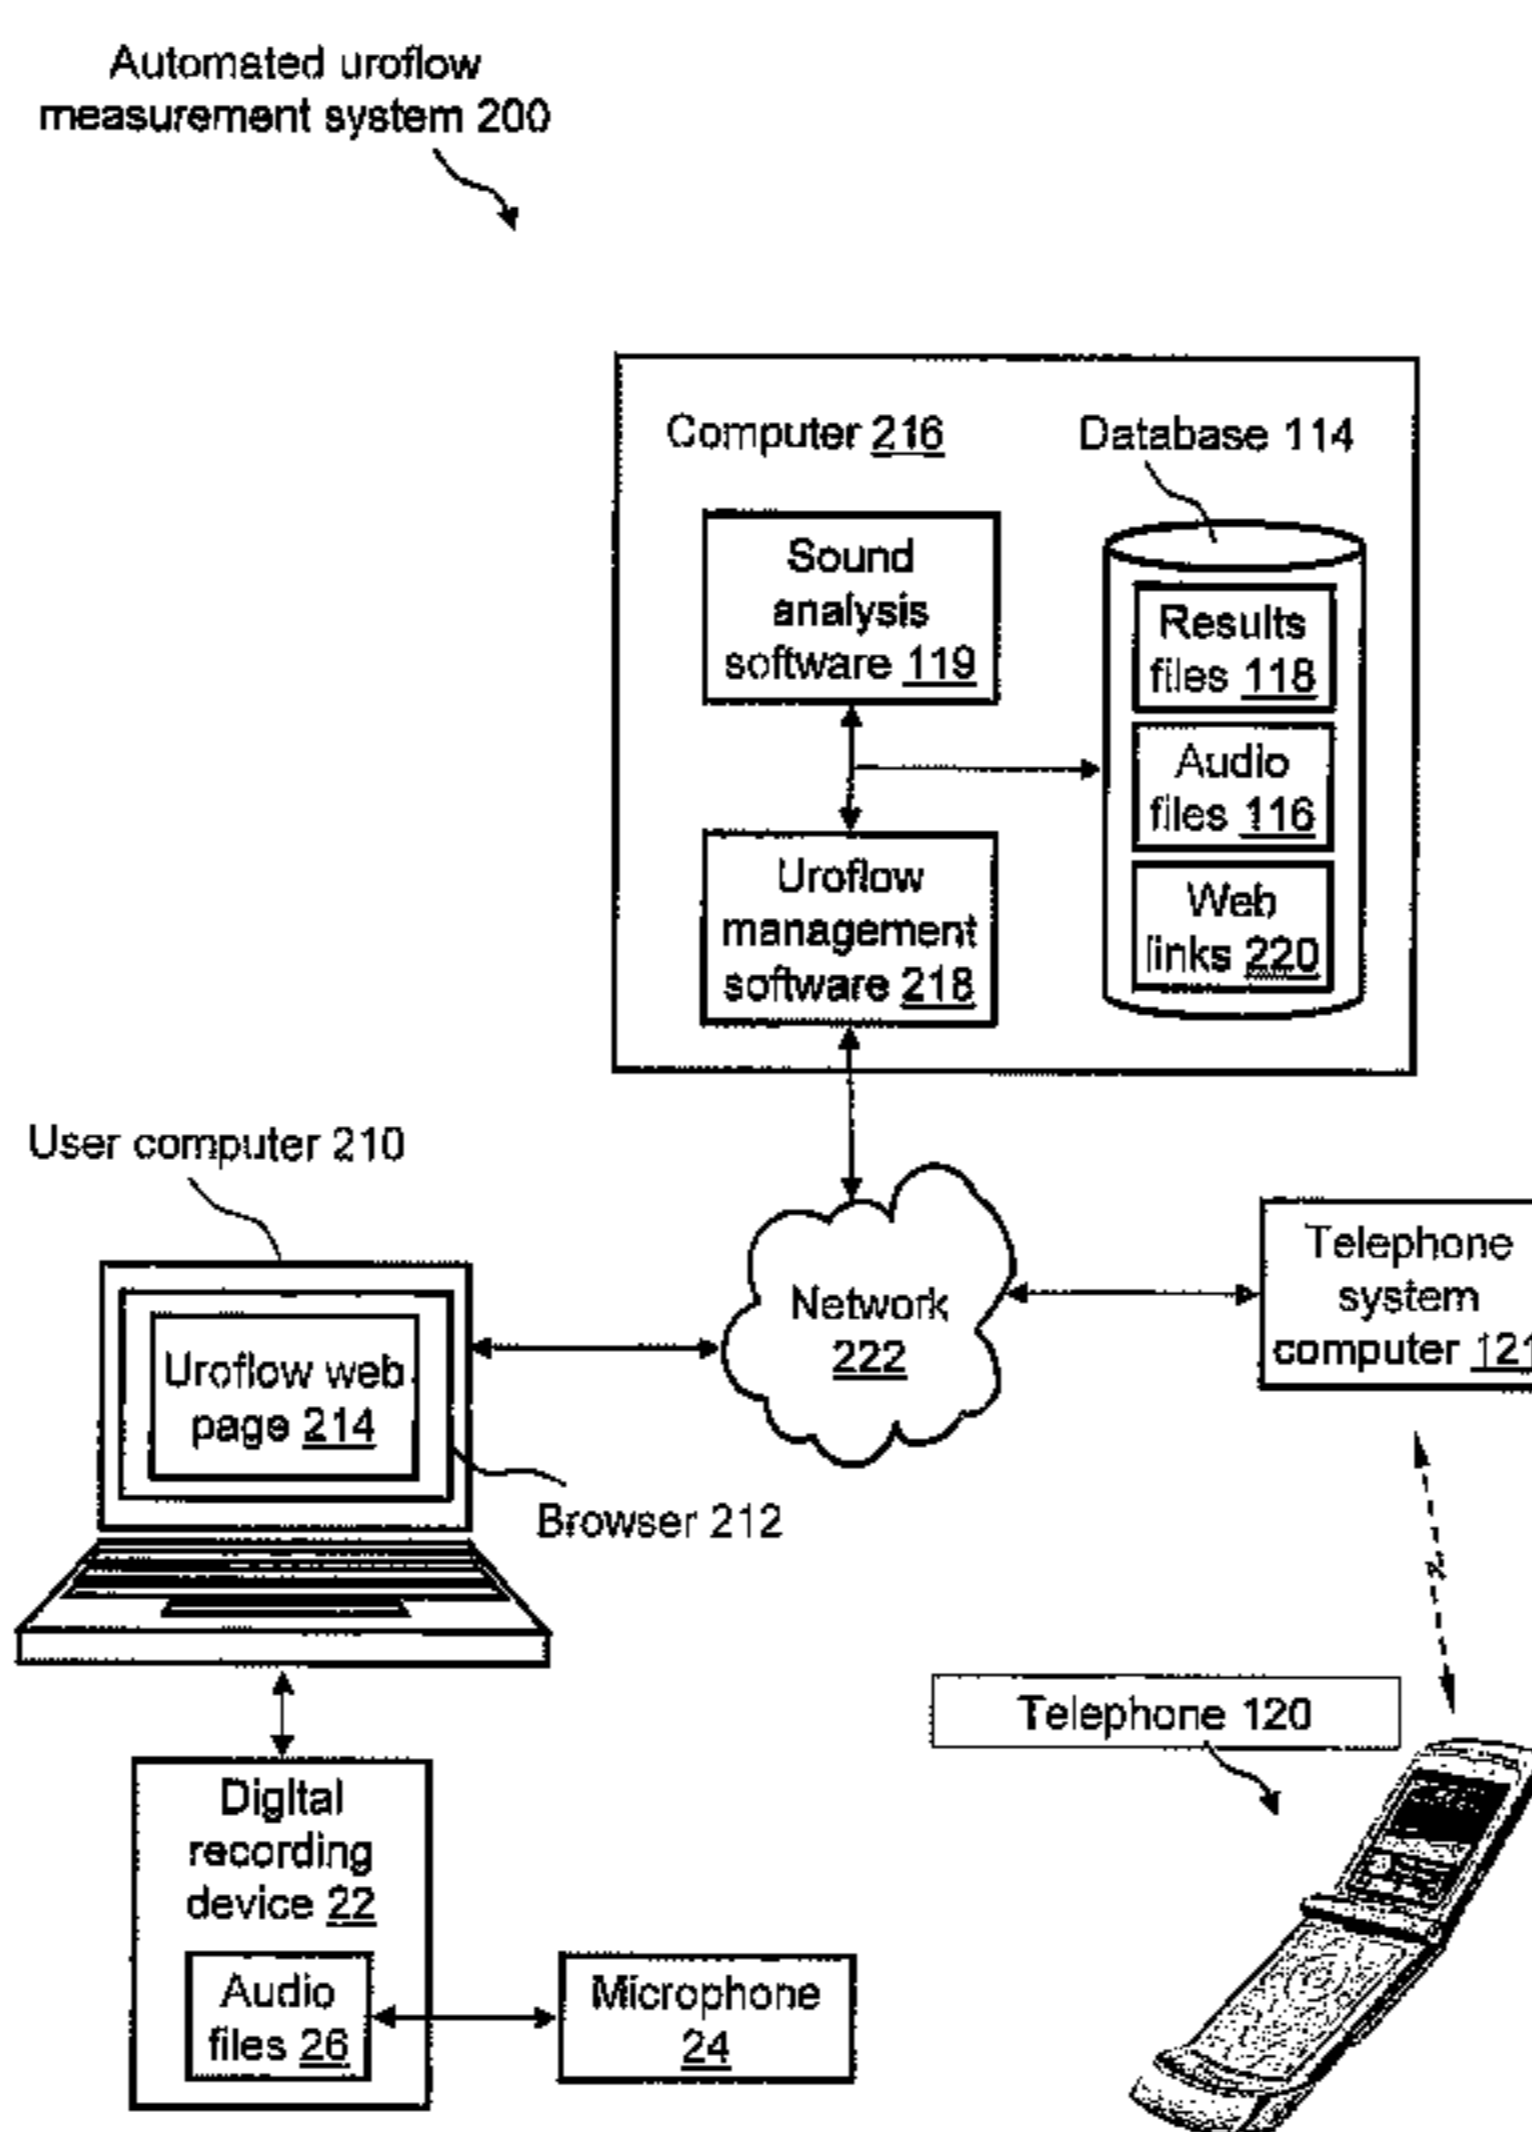 Automated uroflow
measurement system 200
Computer 216
Database 114
Sound
analysis
software 119
Results
files 118
Audio
files 116
Web
links 220
Uroflow
management
software 218
User computer 210
Uroflow web
page 214
Browser 212
Network
222
Telephone
system
computer 121
Telephone 120
Digital
recording
device 22
Audio
files 26
Microphone
24